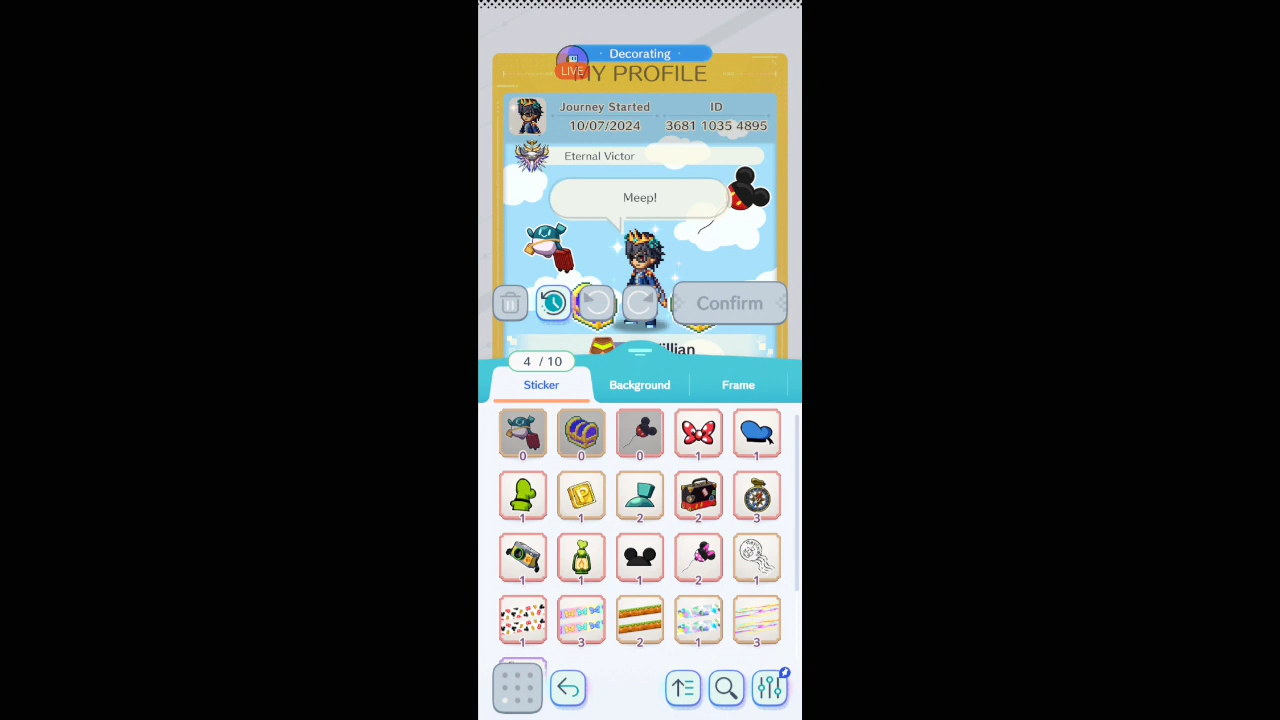 Decorating
LIVE
MY PROFILE
Journey Started
ID
10/07/2024
3681 1035 4895
Eternal Victor
Meep!
Confirm
4 / 10
Sticker
Background
Frame
0
0
0
1
1
1
1
2
2
3
1
1
1
2
1
1
3
2
1
3